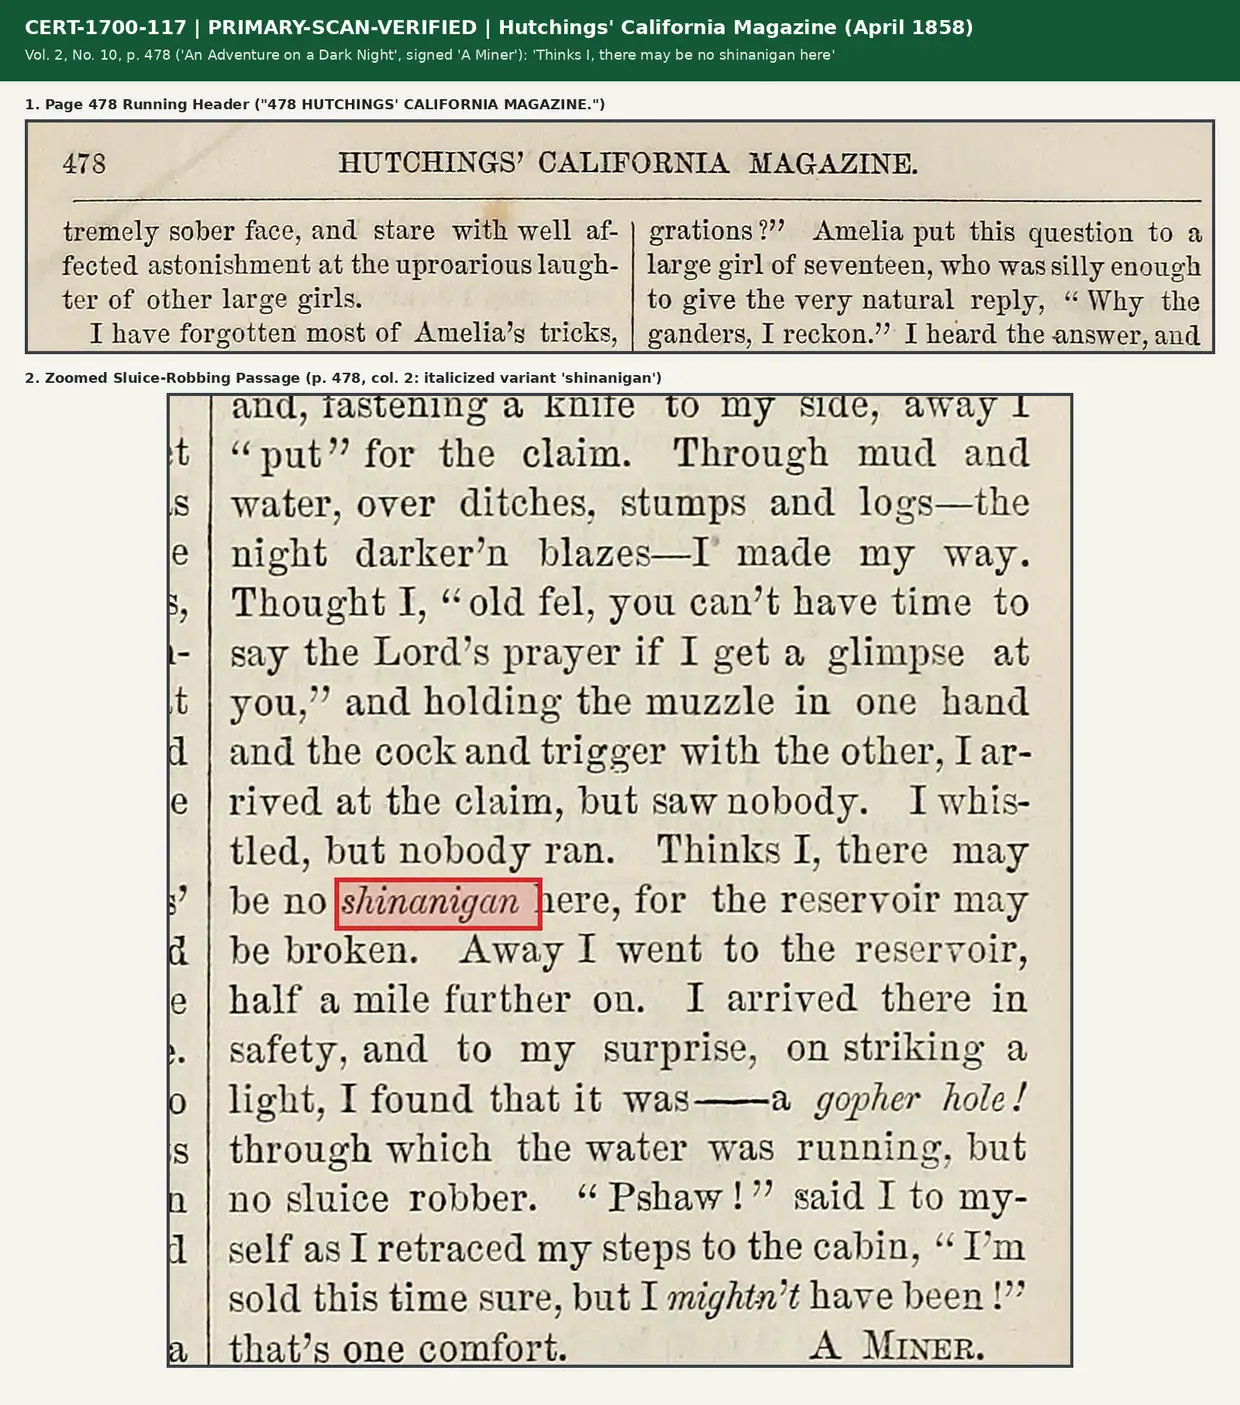 CERT-1700-117 | PRIMARY-SCAN-VERIFIED | Hutchings' California Magazine (April 1858)
Vol. 2, No. 10, p. 478 ('An Adventure on a Dark Night', signed 'A Miner'): 'Thinks I, there may be no shinanigan here'
1. Page 478 Running Header ("478 HUTCHINGS' CALIFORNIA MAGAZINE.")
478 HUTCHINGS’ CALIFORNIA MAGAZINE.
tremely sober face, and stare with well af-
fected astonishment at the uproarious laugh-
ter of other large girls.
I have forgotten most of Amelia’s tricks,
grations?” Amelia put this question to a
large girl of seventeen, who was silly enough
to give the very natural reply, “Why the
ganders, I reckon.” I heard the answer, and
2. Zoomed Sluice-Robbing Passage (p. 478, col. 2: italicized variant 'shinanigan')
and, fastening a knife to my side, away I
“put” for the claim. Through mud and
water, over ditches, stumps and logs—the
night darker’n blazes—I made my way.
Thought I, “old fel, you can’t have time to
say the Lord’s prayer if I get a glimpse at
you,” and holding the muzzle in one hand
and the cock and trigger with the other, I ar-
rived at the claim, but saw nobody. I whis-
tled, but nobody ran. Thinks I, there may
be no shinanigan here, for the reservoir may
be broken. Away I went to the reservoir,
half a mile further on. I arrived there in
safety, and to my surprise, on striking a
light, I found that it was——a gopher hole!
through which the water was running, but
no sluice robber. “Pshaw!” said I to my-
self as I retraced my steps to the cabin, “I’m
sold this time sure, but I mightn’t have been!”
that’s one comfort. A MINER.